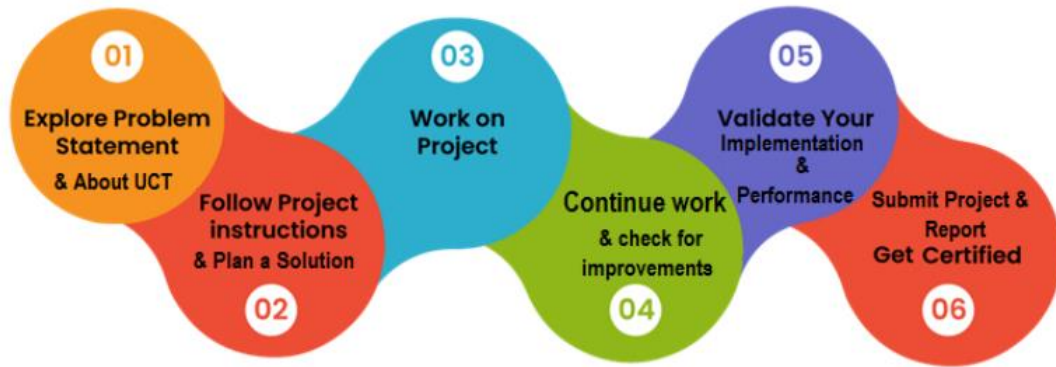 01
Explore Problem
Statement
& About UCT
Follow Project
instructions
& Plan a Solution
02
03
Work on
Project
Continue work
& check for
improvements
04
05
Validate Your
Implementation
&
Performance
Submit Project &
Report
Get Certified
06